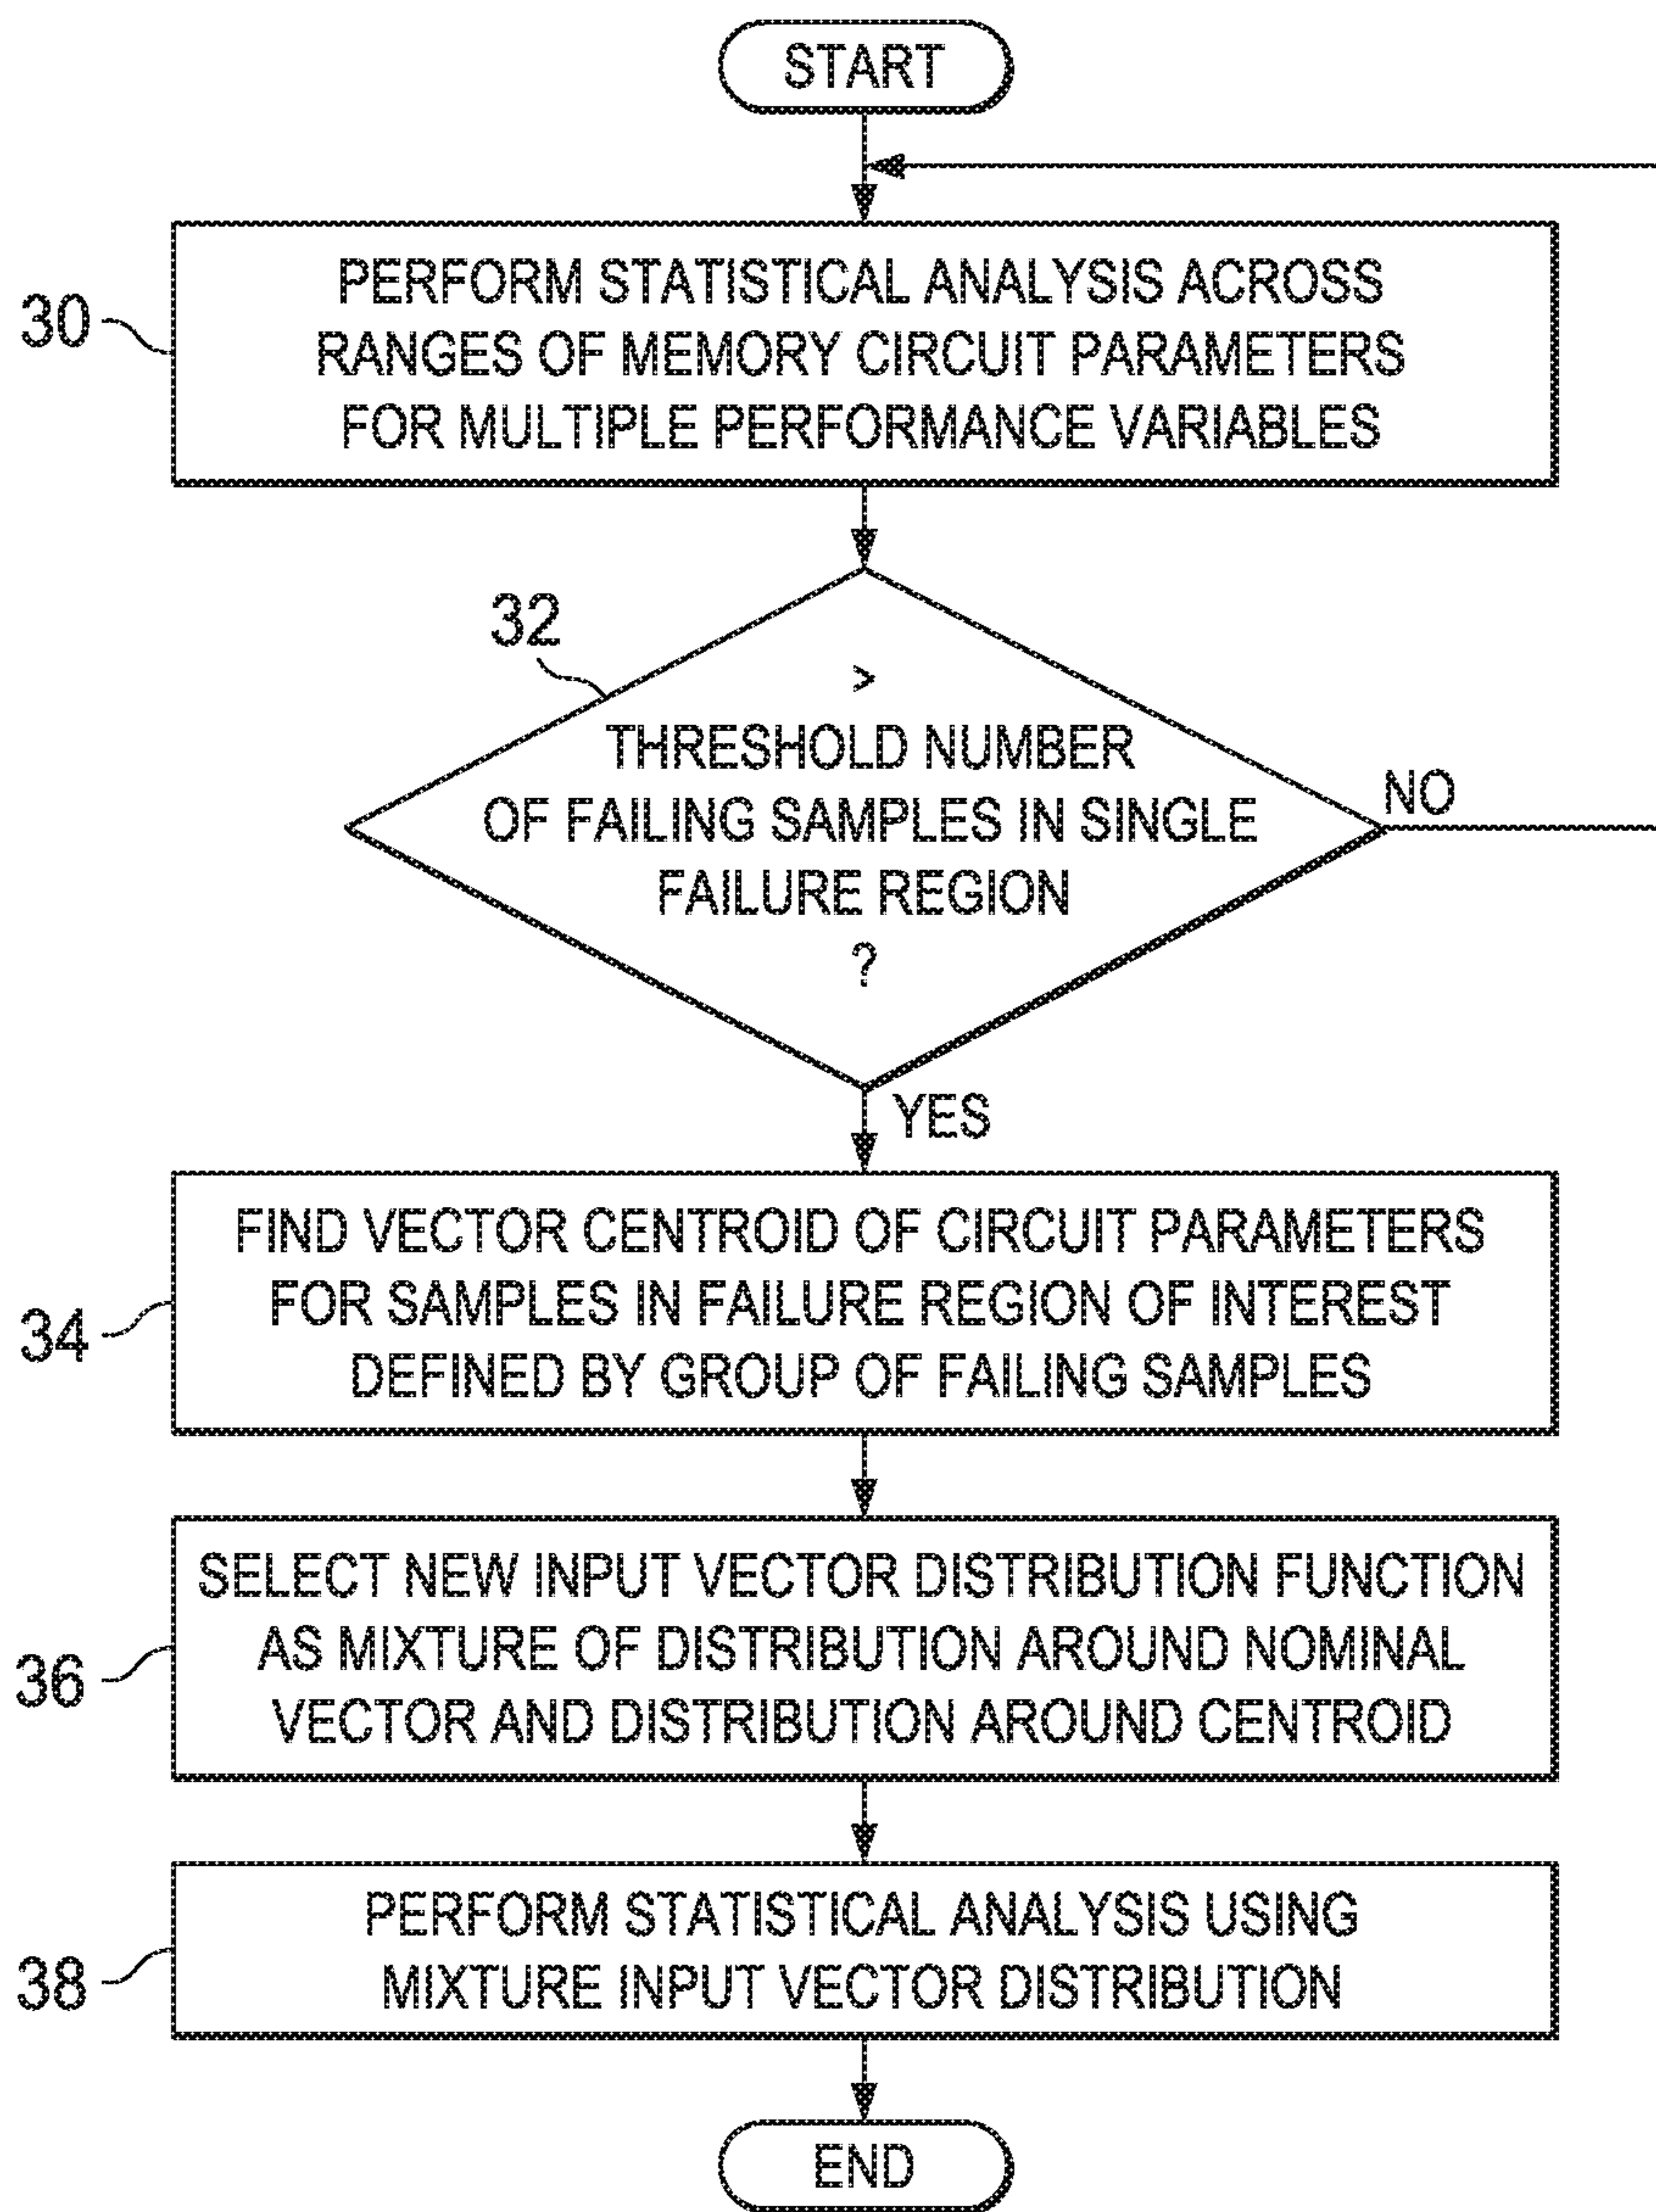 START
30
PERFORM STATISTICAL ANALYSIS ACROSS
RANGES OF MEMORY CIRCUIT PARAMETERS
FOR MULTIPLE PERFORMANCE VARIABLES
32
>
THRESHOLD NUMBER
OF FAILING SAMPLES IN SINGLE
FAILURE REGION
?
NO
YES
34
FIND VECTOR CENTROID OF CIRCUIT PARAMETERS
FOR SAMPLES IN FAILURE REGION OF INTEREST
DEFINED BY GROUP OF FAILING SAMPLES
36
SELECT NEW INPUT VECTOR DISTRIBUTION FUNCTION
AS MIXTURE OF DISTRIBUTION AROUND NOMINAL
VECTOR AND DISTRIBUTION AROUND CENTROID
38
PERFORM STATISTICAL ANALYSIS USING
MIXTURE INPUT VECTOR DISTRIBUTION
END